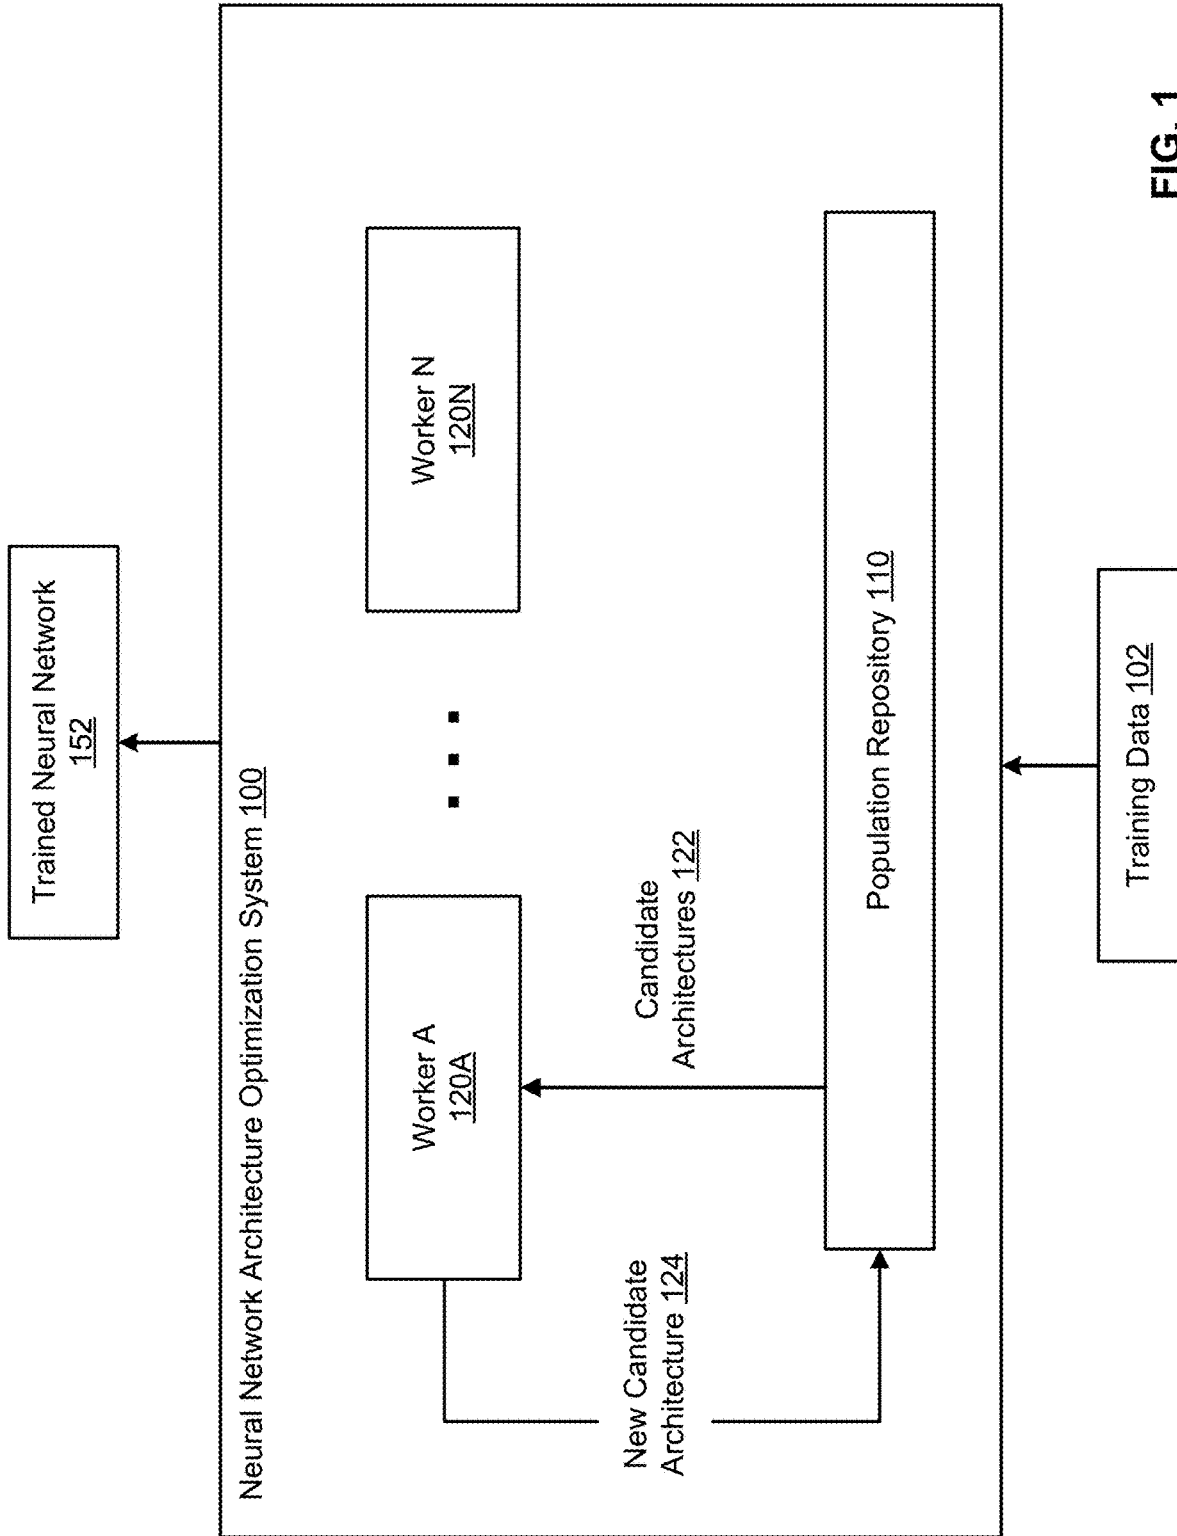 Trained Neural Network
152
Neural Network Architecture Optimization System 100
Worker A
120A
Worker N
120N
New Candidate
Architecture 124
Candidate
Architectures 122
Population Repository 110
Training Data 102
FIG. 1